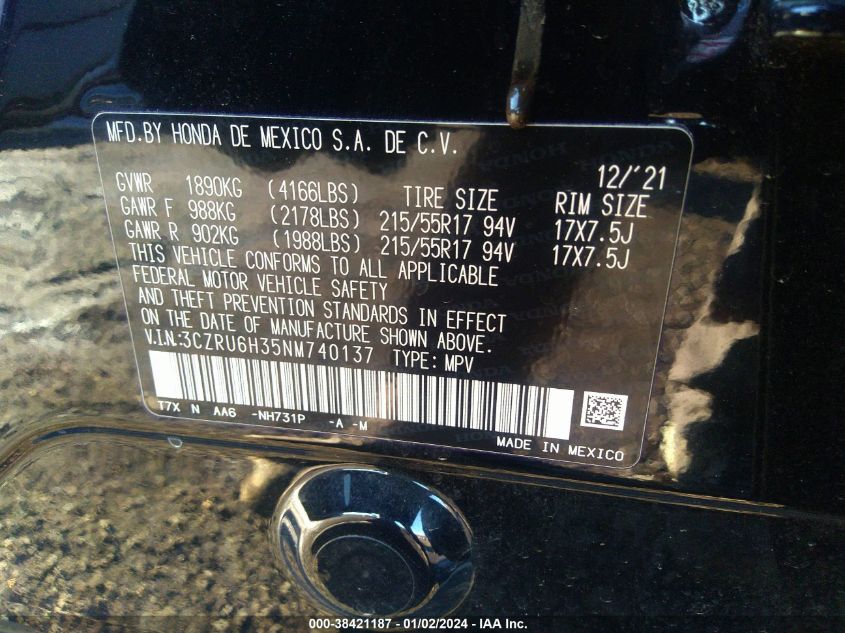 MFD.BY HONDA DE MEXICO S.A. DE C.V.
12/'21
GVWR 1890KG (4166LBS) TIRE SIZE RIM SIZE
GAWR F 988KG (2178LBS) 215/55R17 94V 17X7.5J
GAWR R 902KG (1988LBS) 215/55R17 94V 17X7.5J
THIS VEHICLE CONFORMS TO ALL APPLICABLE
FEDERAL MOTOR VEHICLE SAFETY
AND THEFT PREVENTION STANDARDS IN EFFECT
ON THE DATE OF MANUFACTURE SHOWN ABOVE.
V.I.N:3CZRU6H35NM740137 TYPE: MPV
T7X N AA6 -NH731P -A -M
MADE IN MEXICO
000-38421187 - 01/02/2024 - IAA Inc.